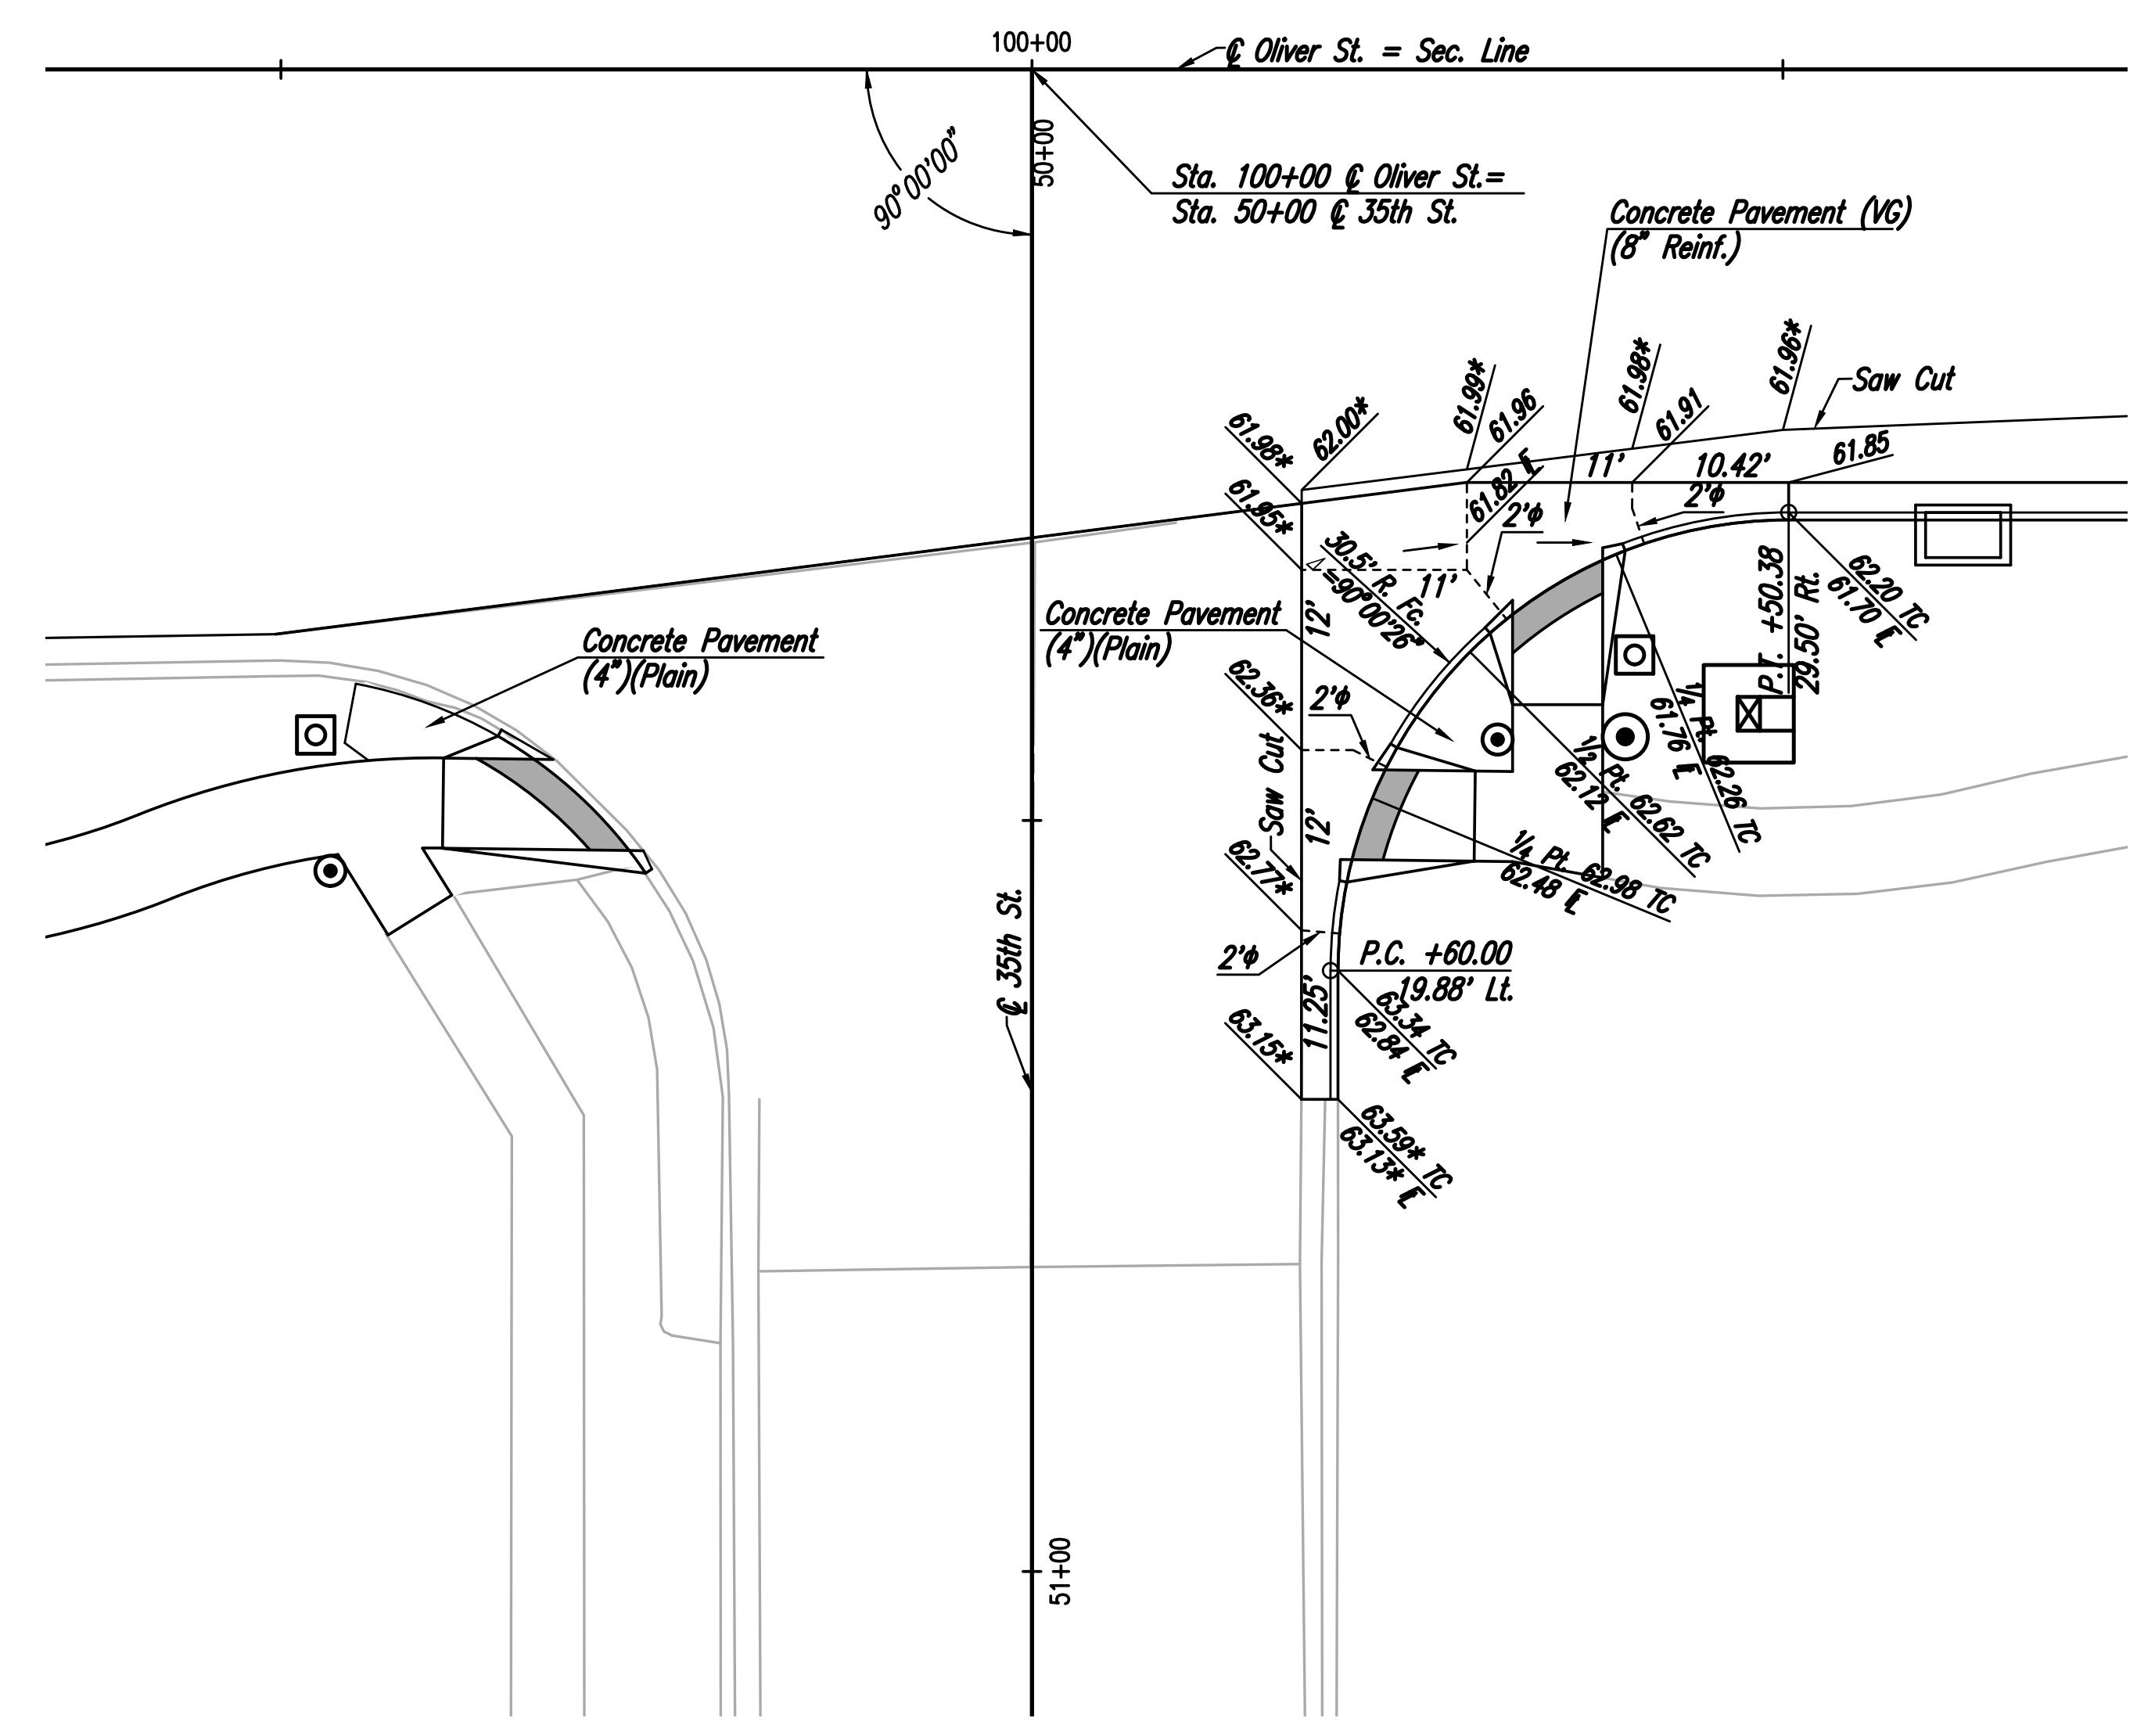 100+00
℄ Oliver St. = Sec. Line
50+00
90°00'00"
Sta. 100+00 ℄ Oliver St.=
Sta. 50+00 ℄ 35th St.
Concrete Pavement (VG)
(8" Reinf.)
61.96*
61.98*
61.99*
Saw Cut
61.98*
62.00*
61.96
61.91
61.85
11'
10.42'
2'ϕ
61.95*
61.82 FL
2'ϕ
30.5' R. Fc.
=90°00'26"
11'
P.T. +50.38
29.50' Rt.
62.20 TC
61.70 FL
Concrete Pavement
(4")(Plain)
12'
Concrete Pavement
(4")(Plain)
62.36*
2'ϕ
1/4 Pt. 62.26 TC
61.76 FL
1/2 Pt. 62.62 TC
62.12 FL
Saw Cut
12'
62.77*
1/4 Pt. 62.98 TC
62.48 FL
℄ 35th St.
2'ϕ
P.C. +60.00
19.88' Lt.
11.25'
63.34 TC
62.84 FL
63.15*
63.59* TC
63.13* FL
51+00